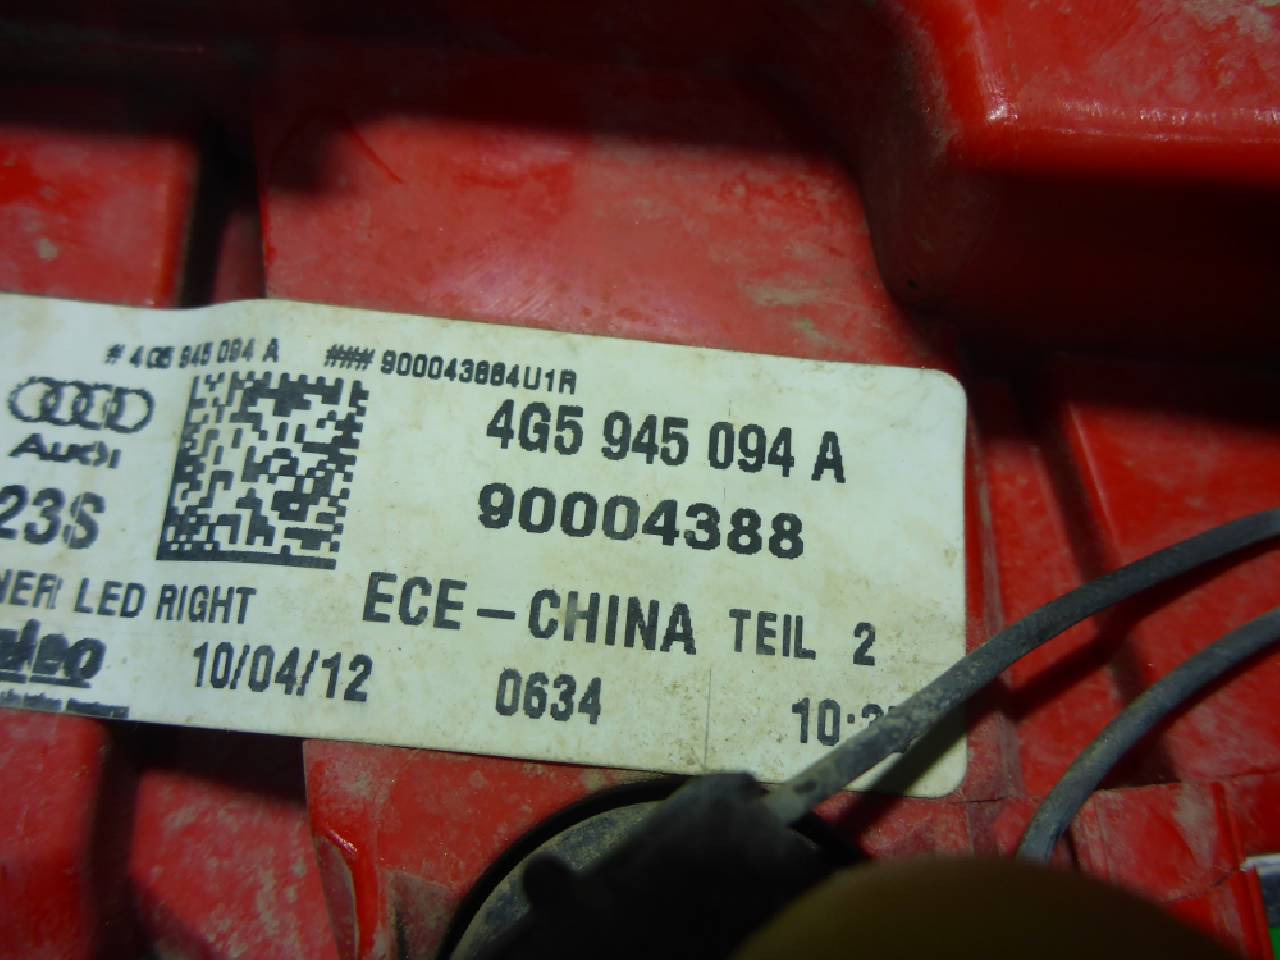 # 4G5 945 094 A ### 900043884U1R
4G5 945 094 A
Audi
90004388
23S
NER LED RIGHT ECE-CHINA TEIL 2
10/04/12 0634